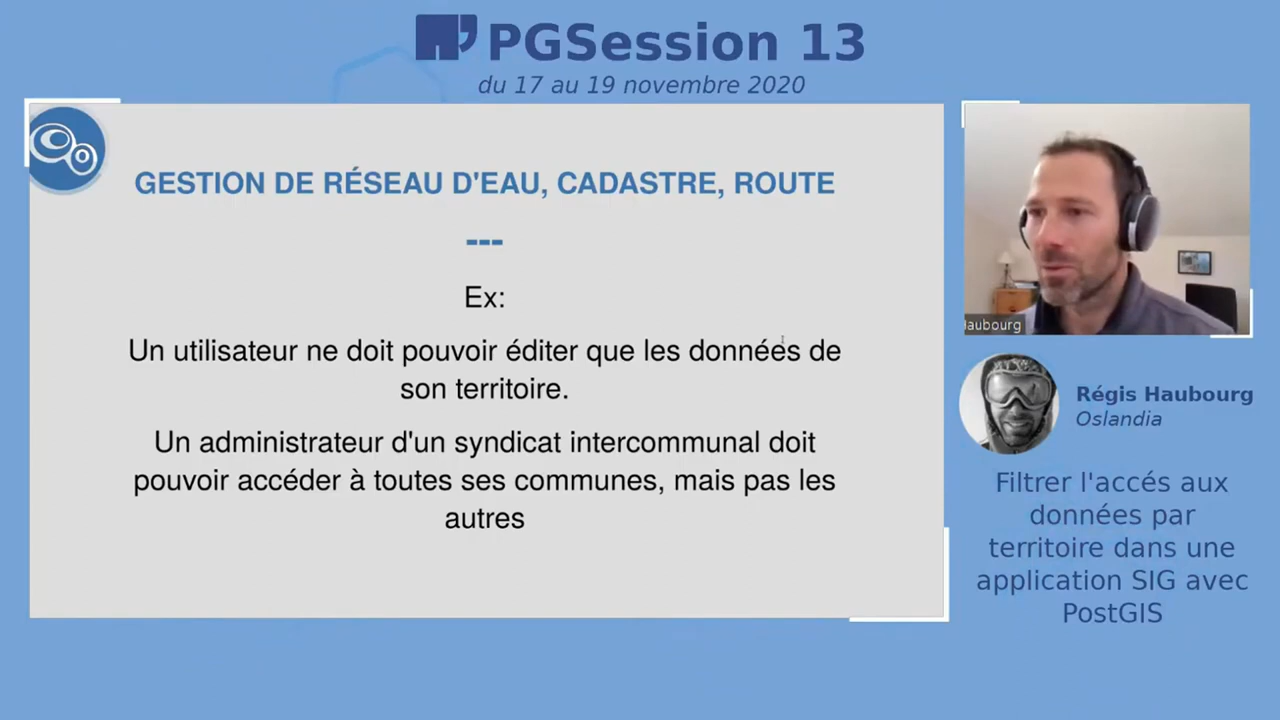 PGSession 13
du 17 au 19 novembre 2020
GESTION DE RÉSEAU D'EAU, CADASTRE, ROUTE
---
Ex:
Un utilisateur ne doit pouvoir éditer que les données de
son territoire.
Un administrateur d'un syndicat intercommunal doit
pouvoir accéder à toutes ses communes, mais pas les
autres
Haubourg
Régis Haubourg
Oslandia
Filtrer l'accés aux
données par
territoire dans une
application SIG avec
PostGIS